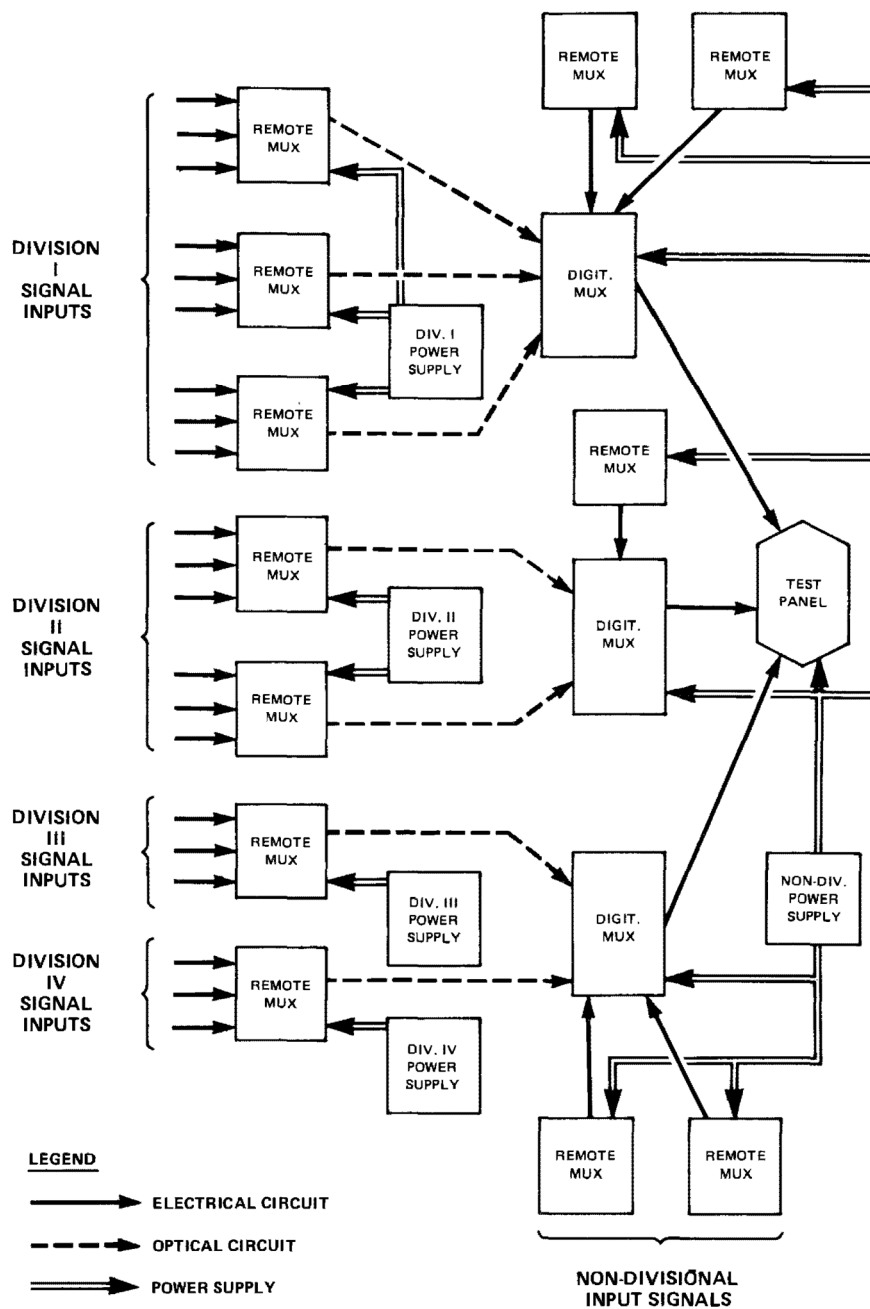 REMOTE
MUX
REMOTE
MUX
DIVISION
I
SIGNAL
INPUTS
REMOTE
MUX
REMOTE
MUX
REMOTE
MUX
DIV. I
POWER
SUPPLY
DIGIT.
MUX
REMOTE
MUX
DIVISION
II
SIGNAL
INPUTS
REMOTE
MUX
REMOTE
MUX
DIV. II
POWER
SUPPLY
DIGIT.
MUX
TEST
PANEL
DIVISION
III
SIGNAL
INPUTS
REMOTE
MUX
DIV. III
POWER
SUPPLY
DIGIT.
MUX
NON-DIV.
POWER
SUPPLY
DIVISION
IV
SIGNAL
INPUTS
REMOTE
MUX
DIV. IV
POWER
SUPPLY
REMOTE
MUX
REMOTE
MUX
LEGEND
ELECTRICAL CIRCUIT
OPTICAL CIRCUIT
POWER SUPPLY
NON-DIVISIONAL
INPUT SIGNALS